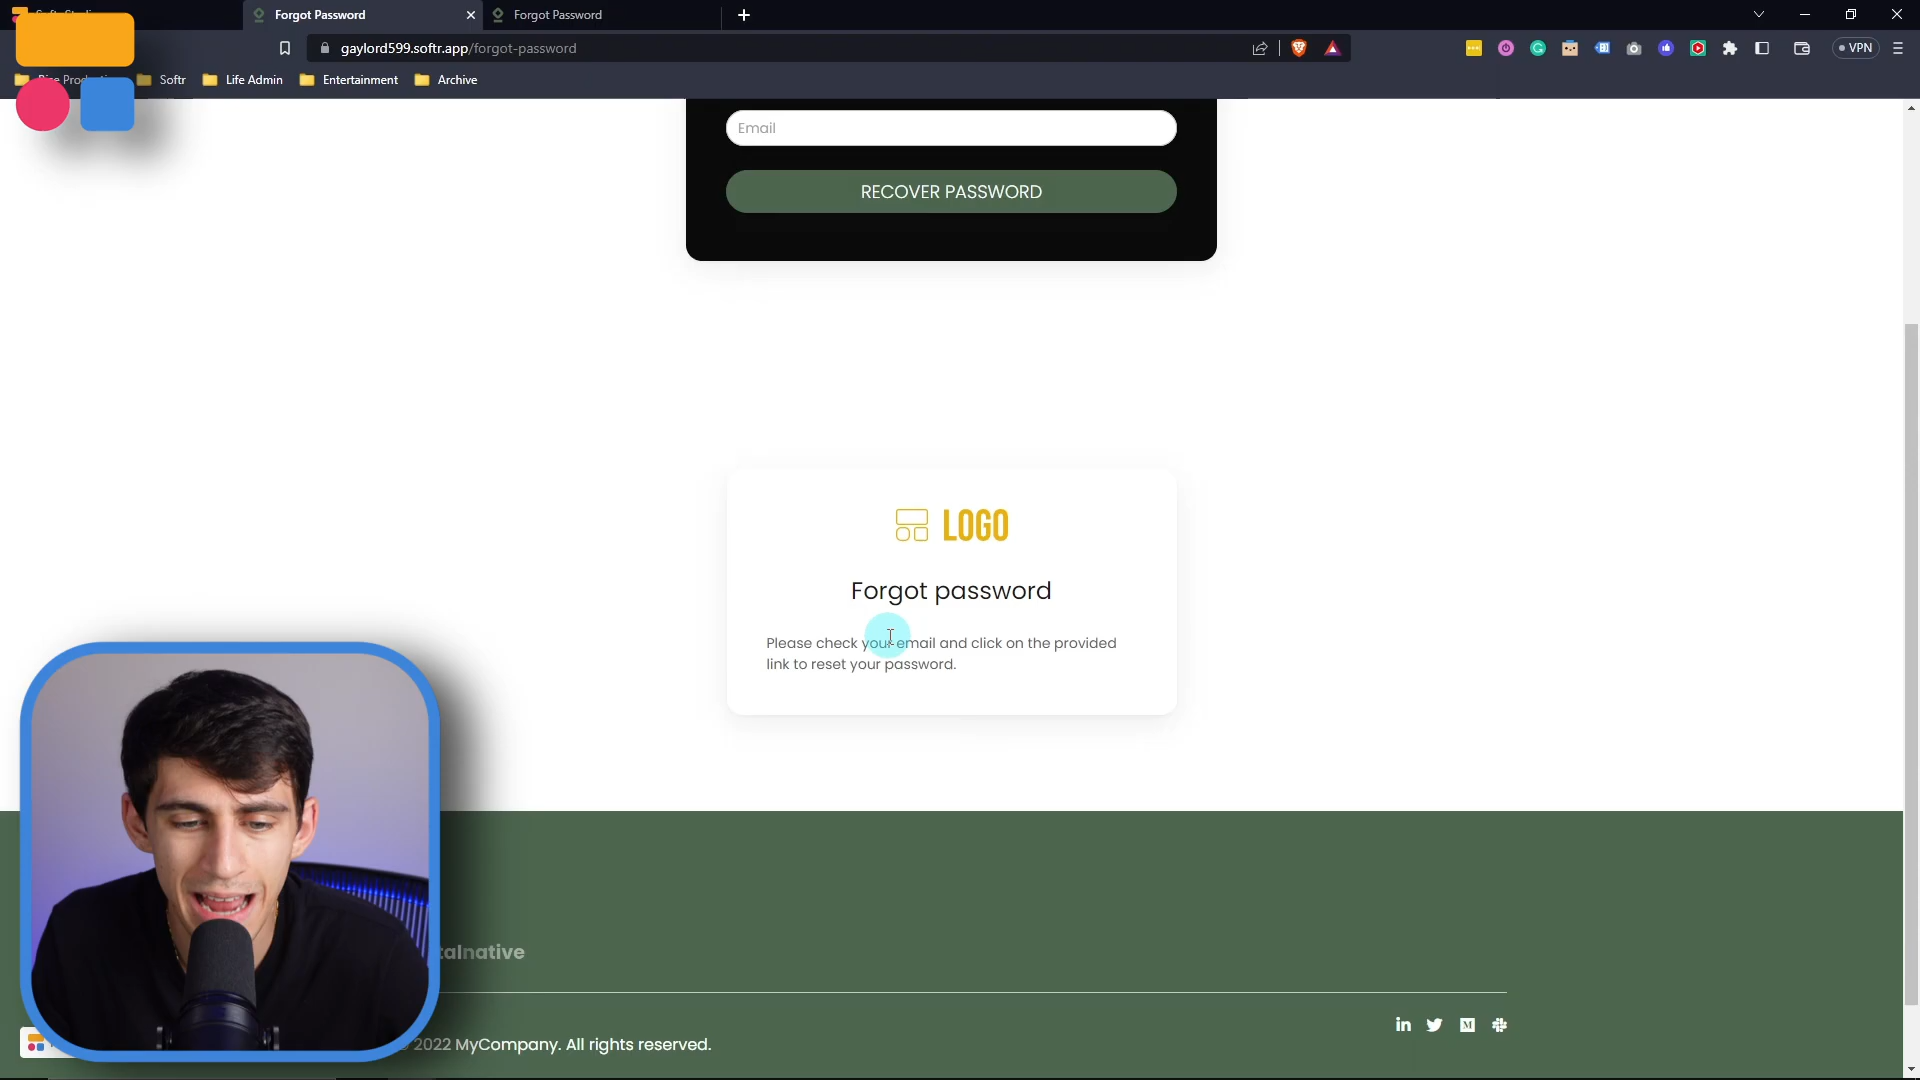 Forgot Password
Forgot Password
gaylord599.softr.app/forgot-password
VPN
Softr
Life Admin
Entertainment
Archive
Email
RECOVER PASSWORD
LOGO
Forgot password
Please check your email and click on the provided
link to reset your password.
2022 MyCompany. All rights reserved.